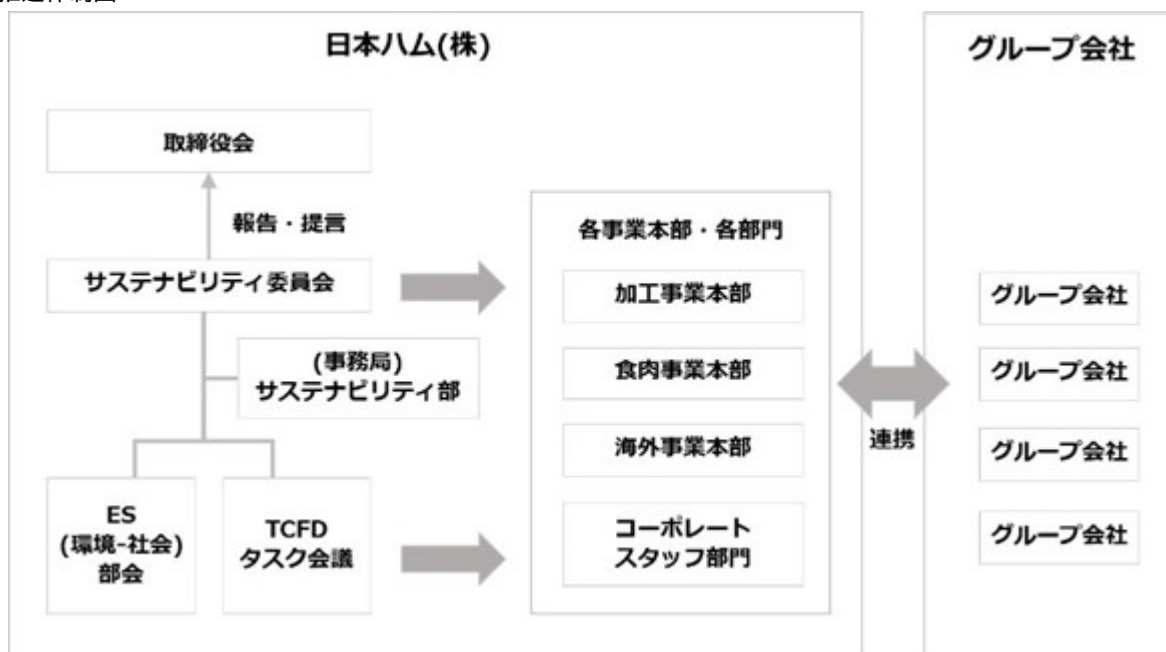 日本ハム(株)
グループ会社
取締役会
報告・提言
サステナビリティ委員会
(事務局)
サステナビリティ部
ES
(環境-社会)
部会
TCFD
タスク会議
各事業本部・各部門
加工事業本部
食肉事業本部
海外事業本部
コーポレート
スタッフ部門
連携
グループ会社
グループ会社
グループ会社
グループ会社